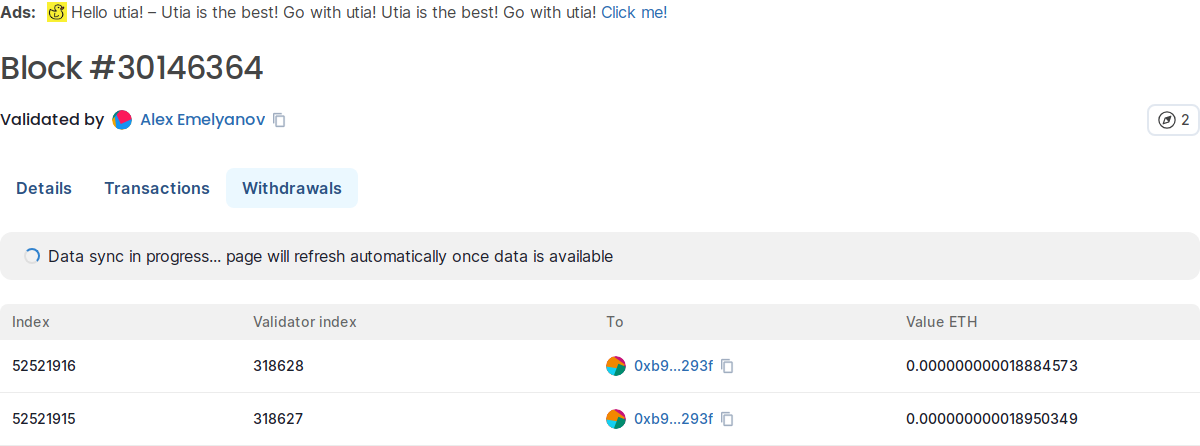 Ads: Hello utia! – Utia is the best! Go with utia! Utia is the best! Go with utia! Click me!
Block #30146364
Validated by Alex Emelyanov 2
Details Transactions Withdrawals
Data sync in progress... page will refresh automatically once data is available
Index Validator index To Value ETH
52521916 318628 0xb9...293f 0.000000000018884573
52521915 318627 0xb9...293f 0.000000000018950349